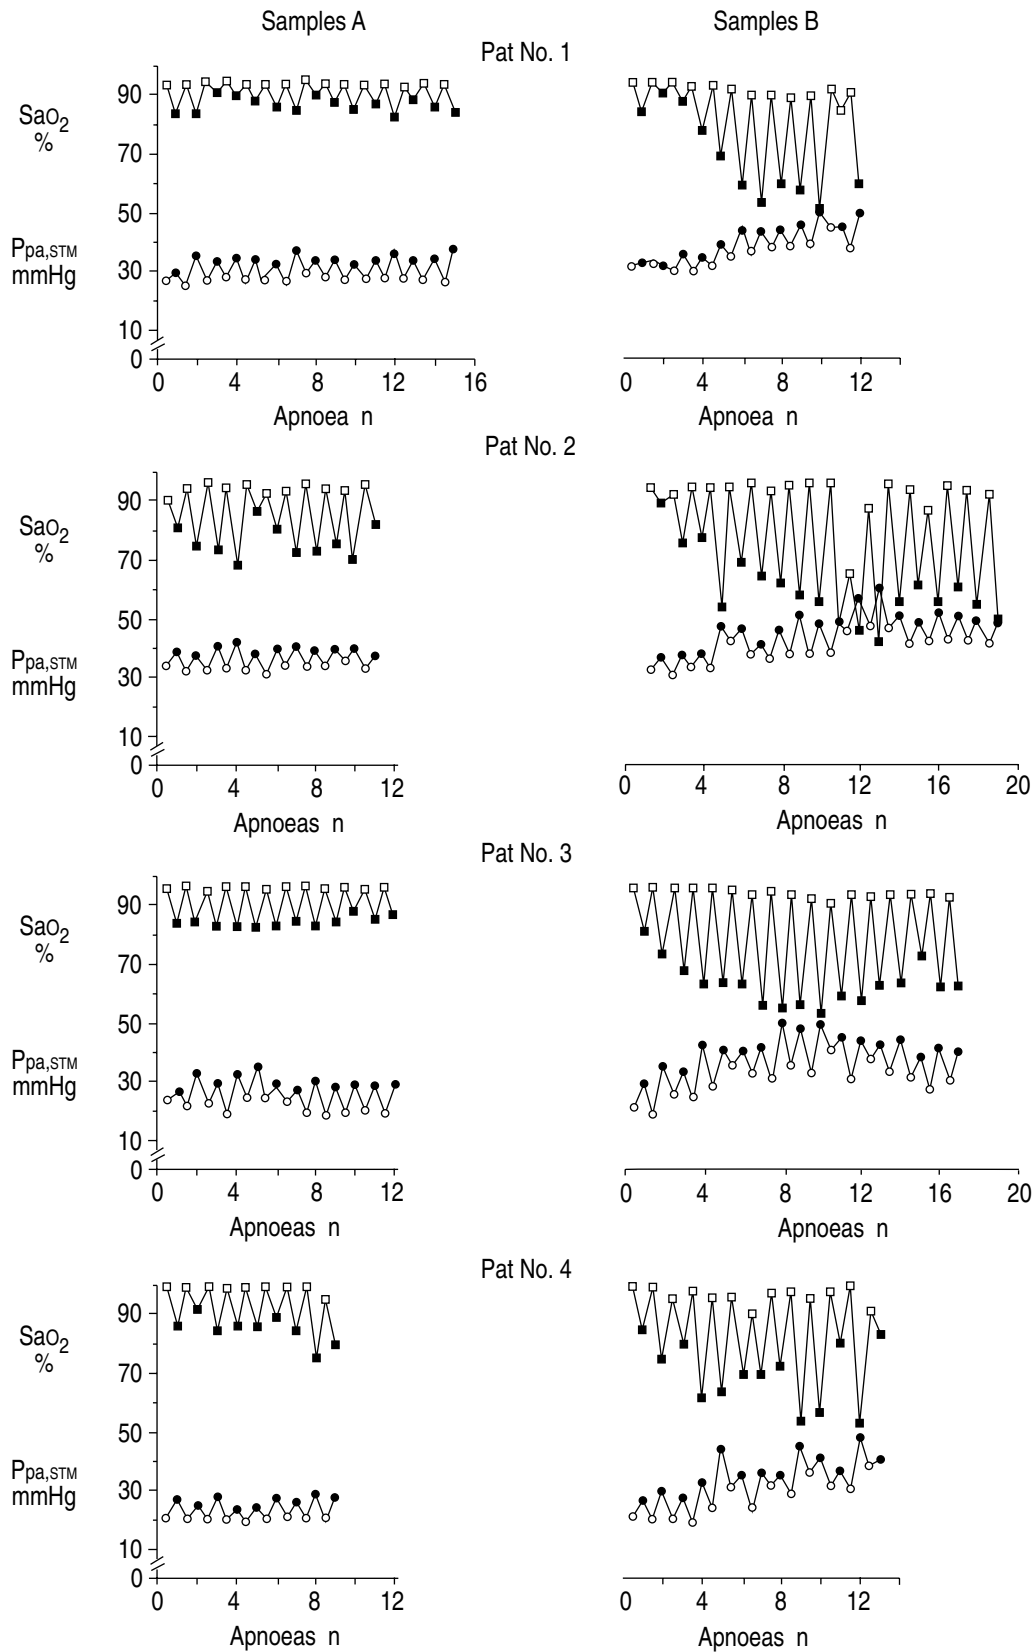 Samples A Samples B
Pat No. 1
SaO2
%
90
70
50
Ppa,STM
mmHg
30
10
0
0 4 8 12 16
Apnoea n
0 4 8 12
Apnoea n
Pat No. 2
SaO2
%
90
70
50
Ppa,STM
mmHg
30
10
0
0 4 8 12
Apnoeas n
0 4 8 12 16 20
Apnoeas n
Pat No. 3
SaO2
%
90
70
50
Ppa,STM
mmHg
30
10
0
0 4 8 12
Apnoeas n
0 4 8 12 16 20
Apnoeas n
Pat No. 4
SaO2
%
90
70
50
Ppa,STM
mmHg
30
10
0
0 4 8 12
Apnoeas n
0 4 8 12
Apnoeas n